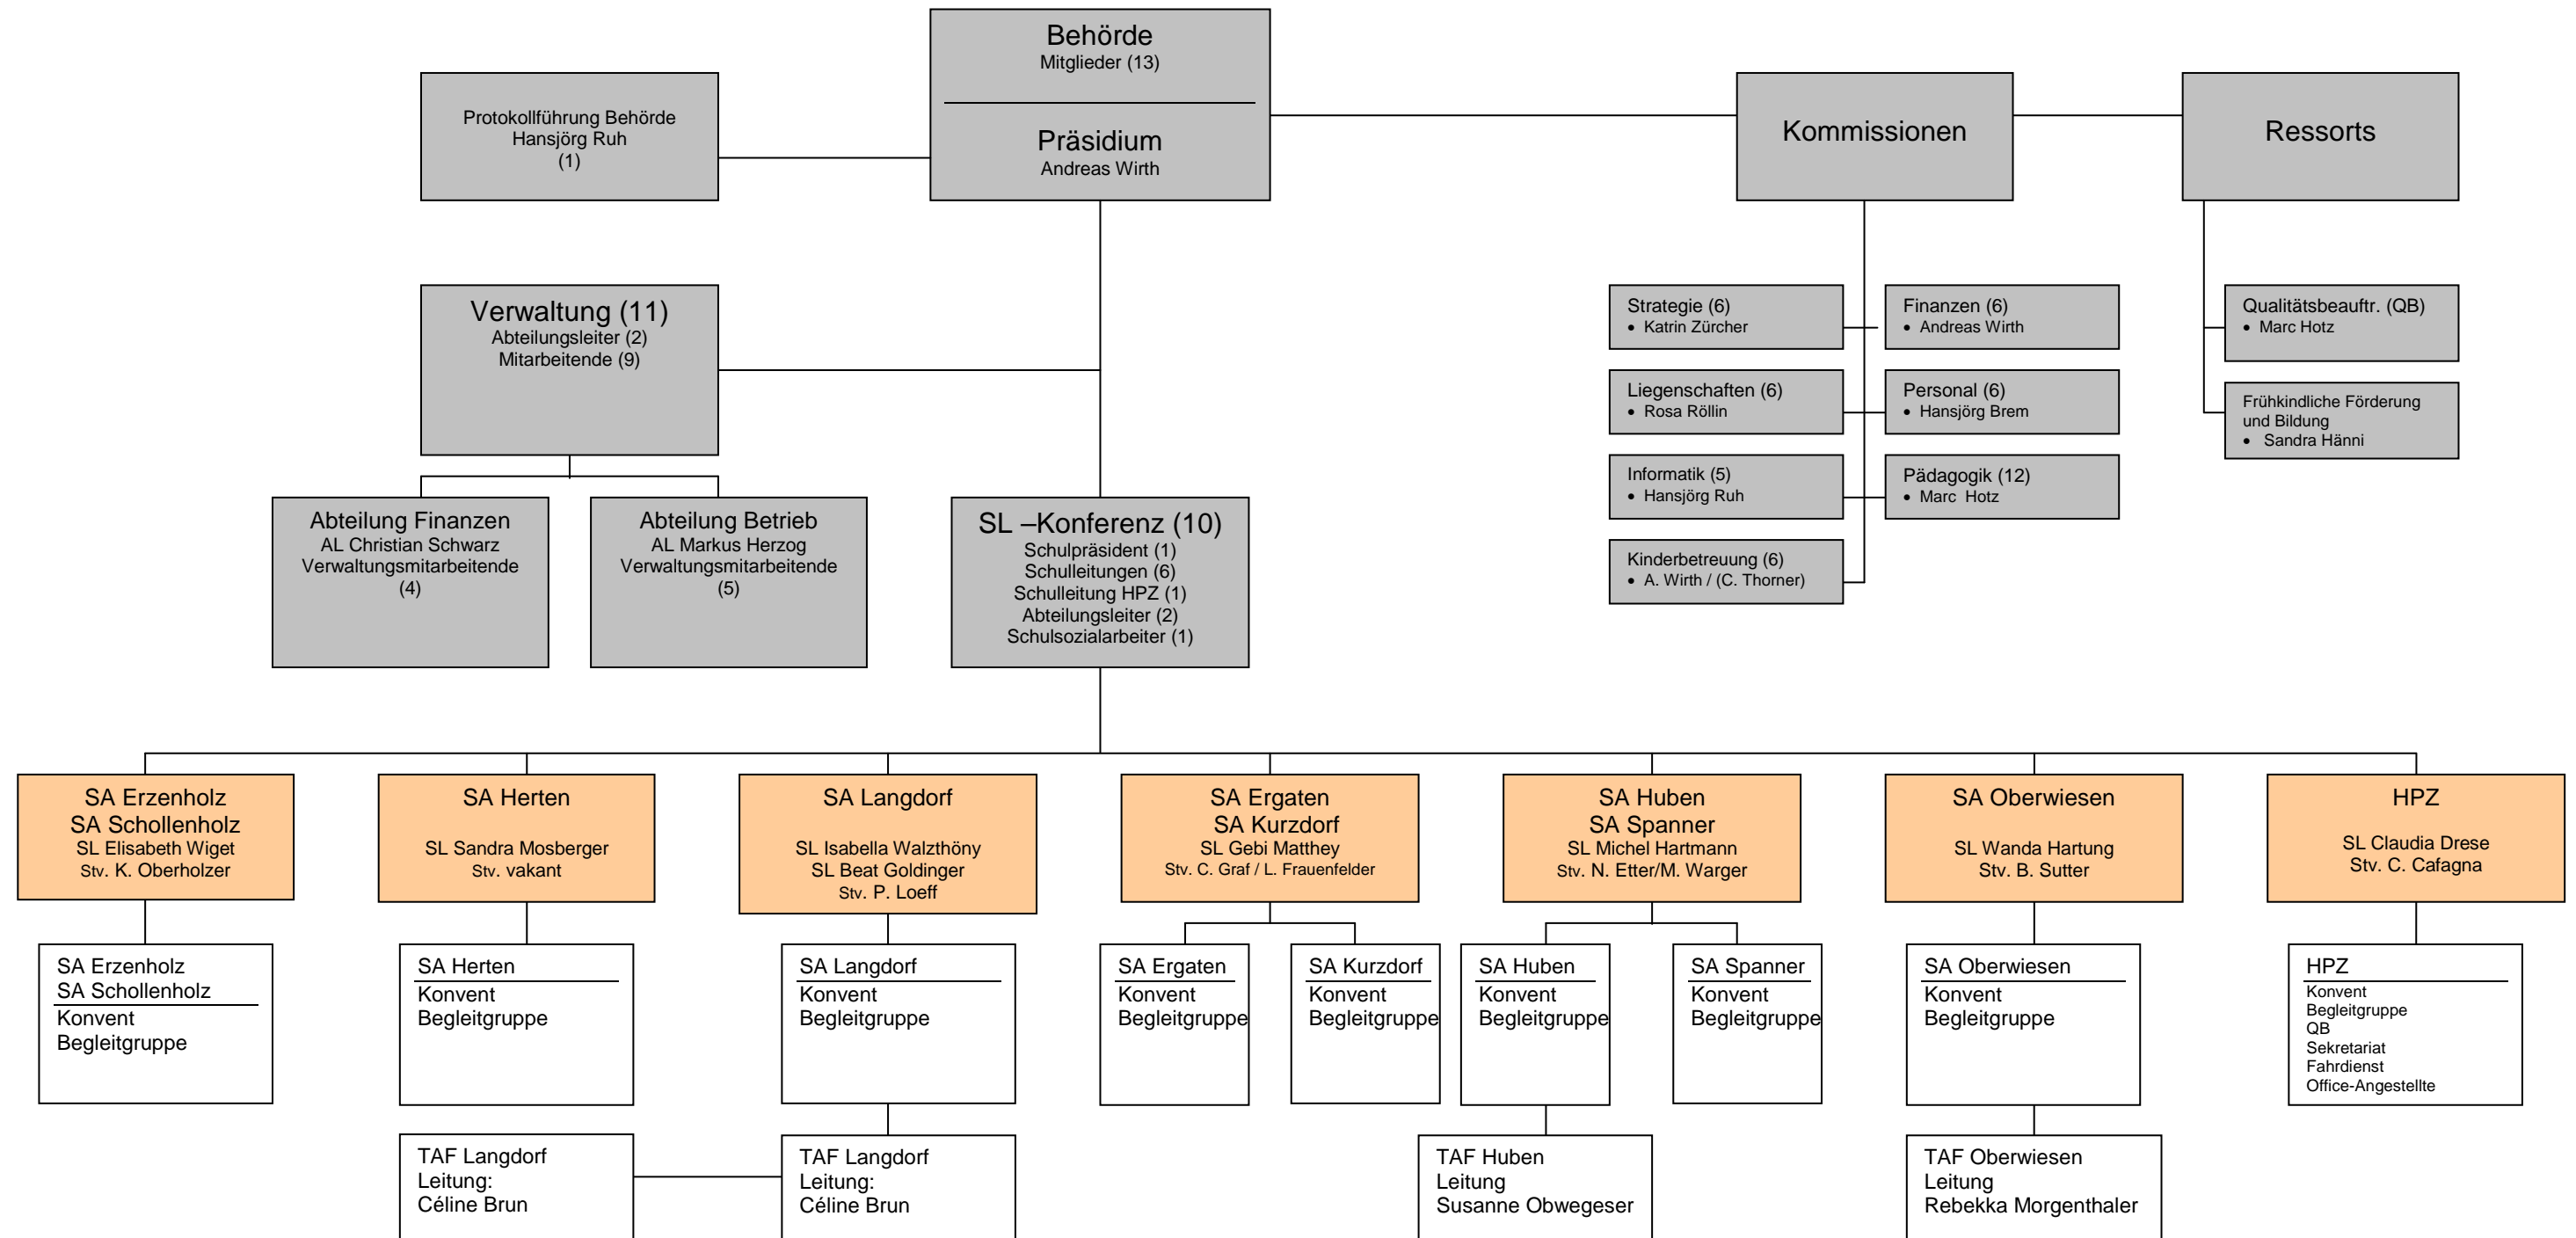 Behörde
Mitglieder (13)
Präsidium
Andreas Wirth
Protokollführung Behörde
Hansjörg Ruh
(1)
Kommissionen
Ressorts
Verwaltung (11)
Abteilungsleiter (2)
Mitarbeitende (9)
Strategie (6)
• Katrin Zürcher
Finanzen (6)
• Andreas Wirth
Liegenschaften (6)
• Rosa Röllin
Personal (6)
• Hansjörg Brem
Informatik (5)
• Hansjörg Ruh
Pädagogik (12)
• Marc Hotz
Kinderbetreuung (6)
• A. Wirth / (C. Thorner)
Qualitätsbeauftr. (QB)
• Marc Hotz
Frühkindliche Förderung
und Bildung
• Sandra Hänni
Abteilung Finanzen
AL Christian Schwarz
Verwaltungsmitarbeitende
(4)
Abteilung Betrieb
AL Markus Herzog
Verwaltungsmitarbeitende
(5)
SL –Konferenz (10)
Schulpräsident (1)
Schulleitungen (6)
Schulleitung HPZ (1)
Abteilungsleiter (2)
Schulsozialarbeiter (1)
SA Erzenholz
SA Schollenholz
SL Elisabeth Wiget
Stv. K. Oberholzer
SA Herten
SL Sandra Mosberger
Stv. vakant
SA Langdorf
SL Isabella Walzthöny
SL Beat Goldinger
Stv. P. Loeff
SA Ergaten
SA Kurzdorf
SL Gebi Matthey
Stv. C. Graf / L. Frauenfelder
SA Huben
SA Spanner
SL Michel Hartmann
Stv. N. Etter/M. Warger
SA Oberwiesen
SL Wanda Hartung
Stv. B. Sutter
HPZ
SL Claudia Drese
Stv. C. Cafagna
SA Erzenholz
SA Schollenholz
Konvent
Begleitgruppe
SA Herten
Konvent
Begleitgruppe
SA Langdorf
Konvent
Begleitgruppe
SA Ergaten
Konvent
Begleitgruppe
SA Kurzdorf
Konvent
Begleitgruppe
SA Huben
Konvent
Begleitgruppe
SA Spanner
Konvent
Begleitgruppe
SA Oberwiesen
Konvent
Begleitgruppe
HPZ
Konvent
Begleitgruppe
QB
Sekretariat
Fahrdienst
Office-Angestellte
TAF Langdorf
Leitung:
Céline Brun
TAF Langdorf
Leitung:
Céline Brun
TAF Huben
Leitung
Susanne Obwegeser
TAF Oberwiesen
Leitung
Rebekka Morgenthaler